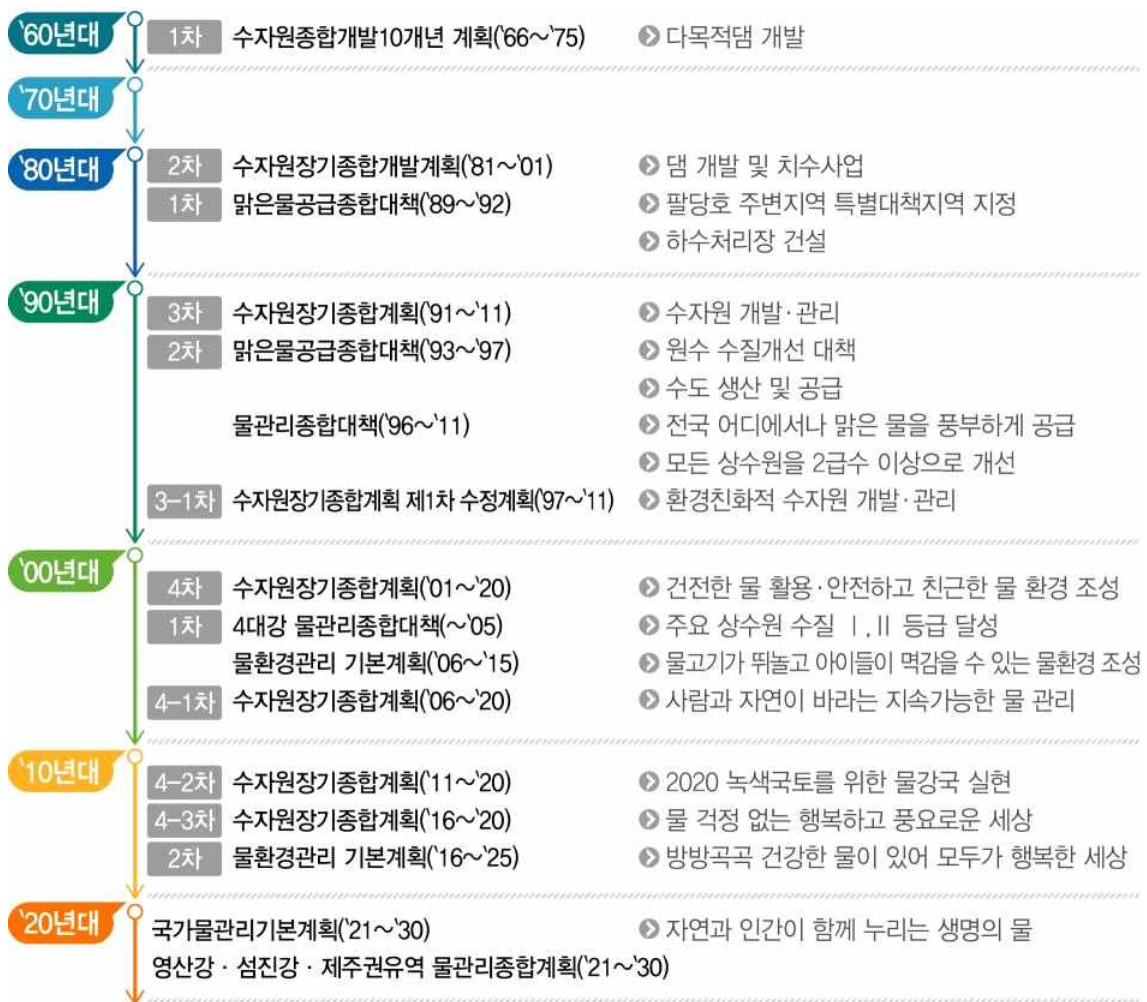 '60년대 1차 수자원종합개발10개년 계획('66~'75) 다목적댐 개발
'70년대
'80년대 2차 수자원장기종합개발계획('81~'01) 댐 개발 및 치수사업
1차 맑은물공급종합대책('89~'92) 팔당호 주변지역 특별대책지역 지정
하수처리장 건설
'90년대
3차 수자원장기종합계획('91~'11) 수자원 개발·관리
2차 맑은물공급종합대책('93~'97) 원수 수질개선 대책
수도 생산 및 공급
물관리종합대책('96~'11) 전국 어디에서나 맑은 물을 풍부하게 공급
모든 상수원을 2급수 이상으로 개선
3-1차 수자원장기종합계획 제1차 수정계획('97~'11) 환경친화적 수자원 개발·관리
'00년대
4차 수자원장기종합계획('01~'20) 건전한 물 활용·안전하고 친근한 물 환경 조성
1차 4대강 물관리종합대책(~'05) 주요 상수원 수질 Ⅰ,Ⅱ 등급 달성
물환경관리 기본계획('06~'15) 물고기가 뛰놀고 아이들이 멱감을 수 있는 물환경 조성
4-1차 수자원장기종합계획('06~'20) 사람과 자연이 바라는 지속가능한 물 관리
'10년대
4-2차 수자원장기종합계획('11~'20) 2020 녹색국토를 위한 물강국 실현
4-3차 수자원장기종합계획('16~'20) 물 걱정 없는 행복하고 풍요로운 세상
2차 물환경관리 기본계획('16~'25) 방방곡곡 건강한 물이 있어 모두가 행복한 세상
'20년대
국가물관리기본계획('21~'30) 자연과 인간이 함께 누리는 생명의 물
영산강·섬진강·제주권유역 물관리종합계획('21~'30)